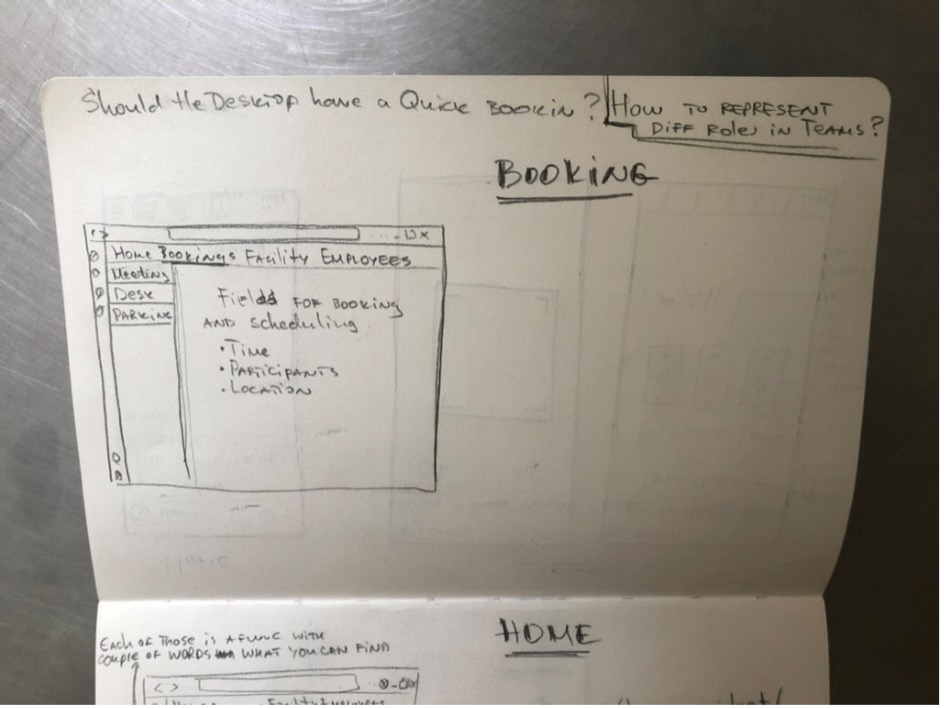 Should the Desktop have a Quick Bookin?
How to represent
Diff Roles in Teams?
BOOKING
Home Bookings Facility Employees
Meeting
Desk
Parking
Fields for booking
and scheduling
• Time
• Participants
• Location
HOME
Each of those is a func with
couple of words what you can find